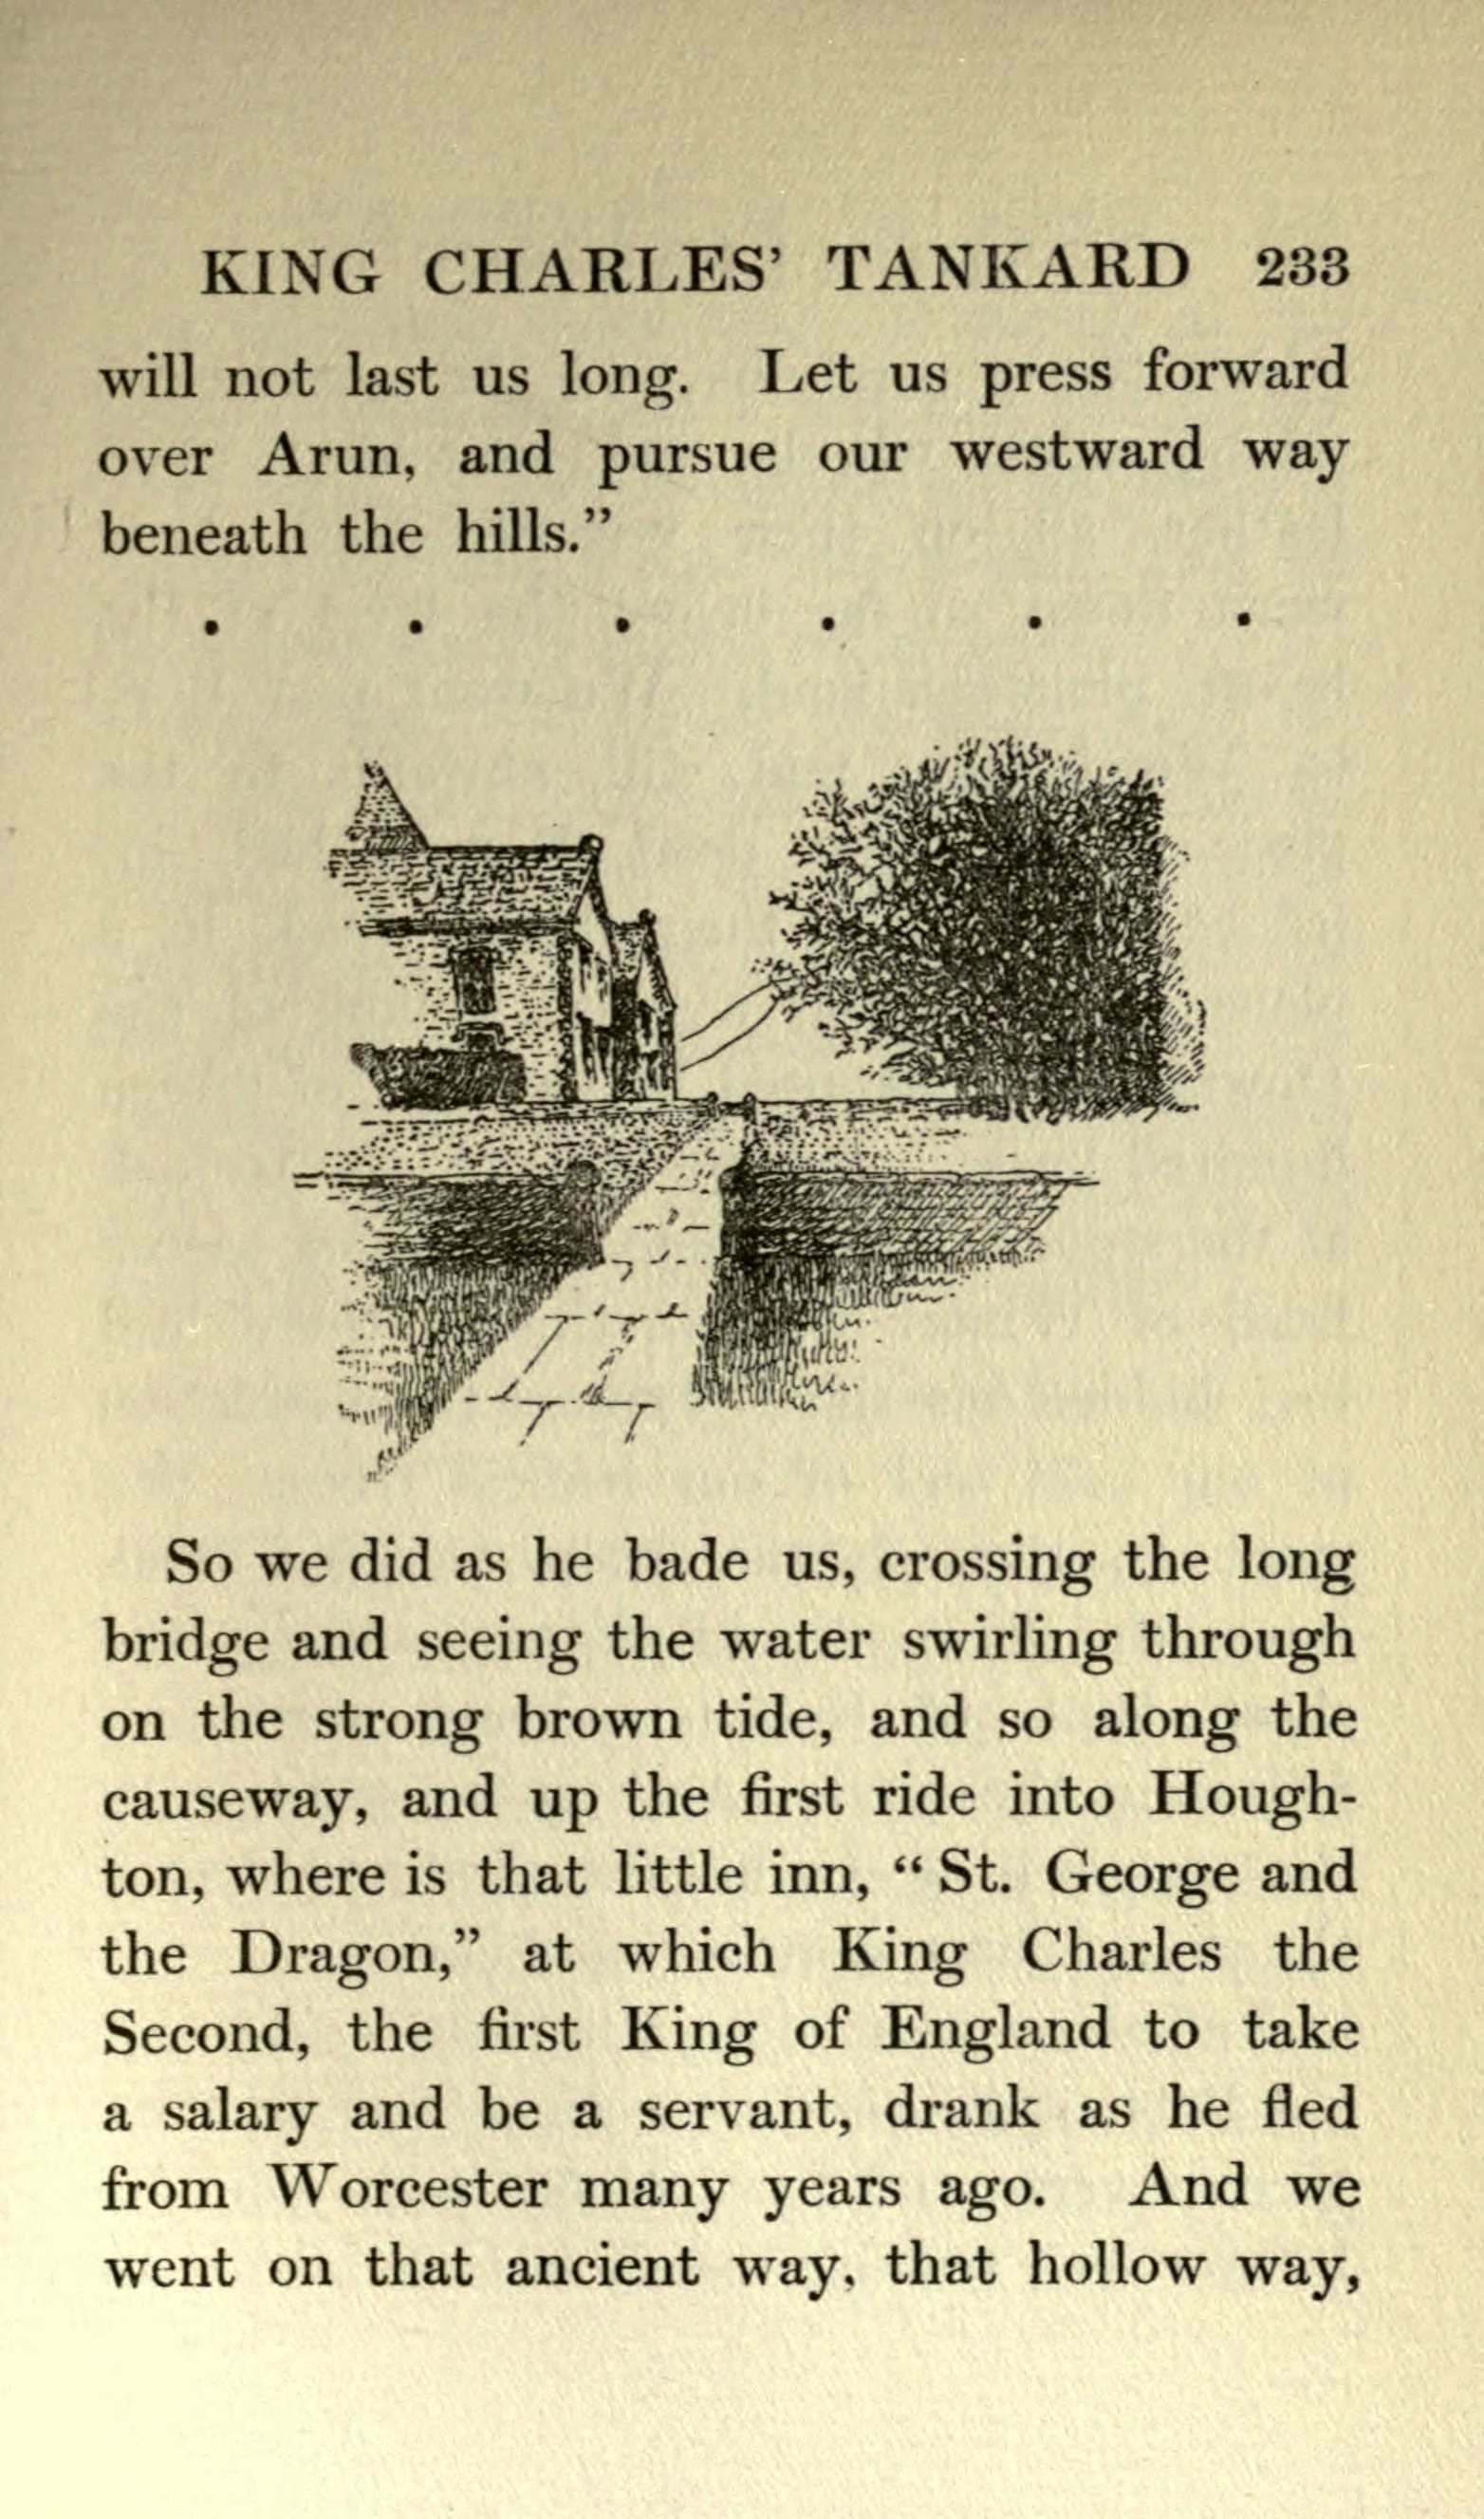 KING CHARLES' TANKARD 233
will not last us long. Let us press forward
over Arun, and pursue our westward way
beneath the hills."
. . . . . .
So we did as he bade us, crossing the long
bridge and seeing the water swirling through
on the strong brown tide, and so along the
causeway, and up the first ride into Hough-
ton, where is that little inn, "St. George and
the Dragon," at which King Charles the
Second, the first King of England to take
a salary and be a servant, drank as he fled
from Worcester many years ago. And we
went on that ancient way, that hollow way,